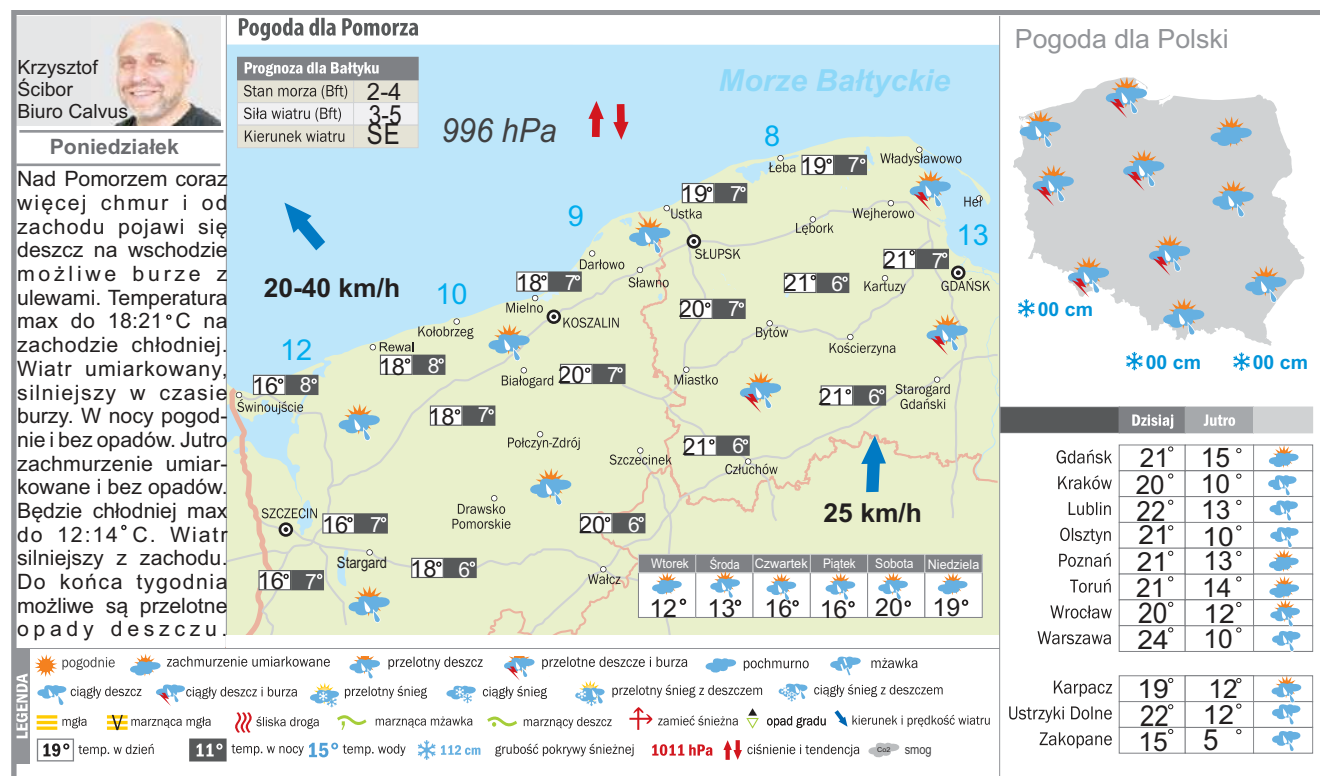 Krzysztof
Ścibor
Biuro Calvus
Poniedziałek
Nad Pomorzem coraz
więcej chmur i od
zachodu pojawi się
deszcz na wschodzie
możliwe burze z
ulewami. Temperatura
max do 18:21°C na
zachodzie chłodniej.
Wiatr umiarkowany,
silniejszy w czasie
burzy. W nocy pogod-
nie i bez opadów. Jutro
zachmurzenie umiar-
kowane i bez opadów.
Będzie chłodniej max
do 12:14°C. Wiatr
silniejszy z zachodu.
Do końca tygodnia
możliwe są przelotne
opady deszczu.
Pogoda dla Pomorza
Prognoza dla Bałtyku
Stan morza (Bft) 2-4
Siła wiatru (Bft) 3-5
Kierunek wiatru SE
996 hPa
Morze Bałtyckie
8
Łeba 19° 7°
Władysławowo
19° 7°
Ustka
Wejherowo
Hel
9
Lębork
13
SŁUPSK
Darłowo
21° 7°
GDAŃSK
20-40 km/h
18° 7°
Sławno
21° 6°
Kartuzy
10
Mielno
KOSZALIN
20° 7°
Bytów
Kołobrzeg
Kościerzyna
12
Rewal
18° 8°
16° 8°
Świnoujście
Białogard
20° 7°
Miastko
21° 6°
Starogard
Gdański
18° 7°
Połczyn-Zdrój
21° 6°
Szczecinek
Człuchów
Drawsko
Pomorskie
25 km/h
SZCZECIN
16° 7°
20° 6°
Stargard
18° 6°
16° 7°
Wałcz
Wtorek Środa Czwartek Piątek Sobota Niedziela
12° 13° 16° 16° 20° 19°
Pogoda dla Polski
00 cm
00 cm
00 cm
Dzisiaj Jutro
Gdańsk 21° 15°
Kraków 20° 10°
Lublin 22° 13°
Olsztyn 21° 10°
Poznań 21° 13°
Toruń 21° 14°
Wrocław 20° 12°
Warszawa 24° 10°
Karpacz 19° 12°
Ustrzyki Dolne 22° 12°
Zakopane 15° 5°
LEGENDA
pogodnie zachmurzenie umiarkowane przelotny deszcz przelotne deszcze i burza pochmurno mżawka
ciągły deszcz ciągły deszcz i burza przelotny śnieg ciągły śnieg przelotny śnieg z deszczem ciągły śnieg z deszczem
mgła marznąca mgła śliska droga marznąca mżawka marznący deszcz zamieć śnieżna opad gradu kierunek i prędkość wiatru
19° temp. w dzień 11° temp. w nocy 15° temp. wody 112 cm grubość pokrywy śnieżnej 1011 hPa ciśnienie i tendencja Co2 smog